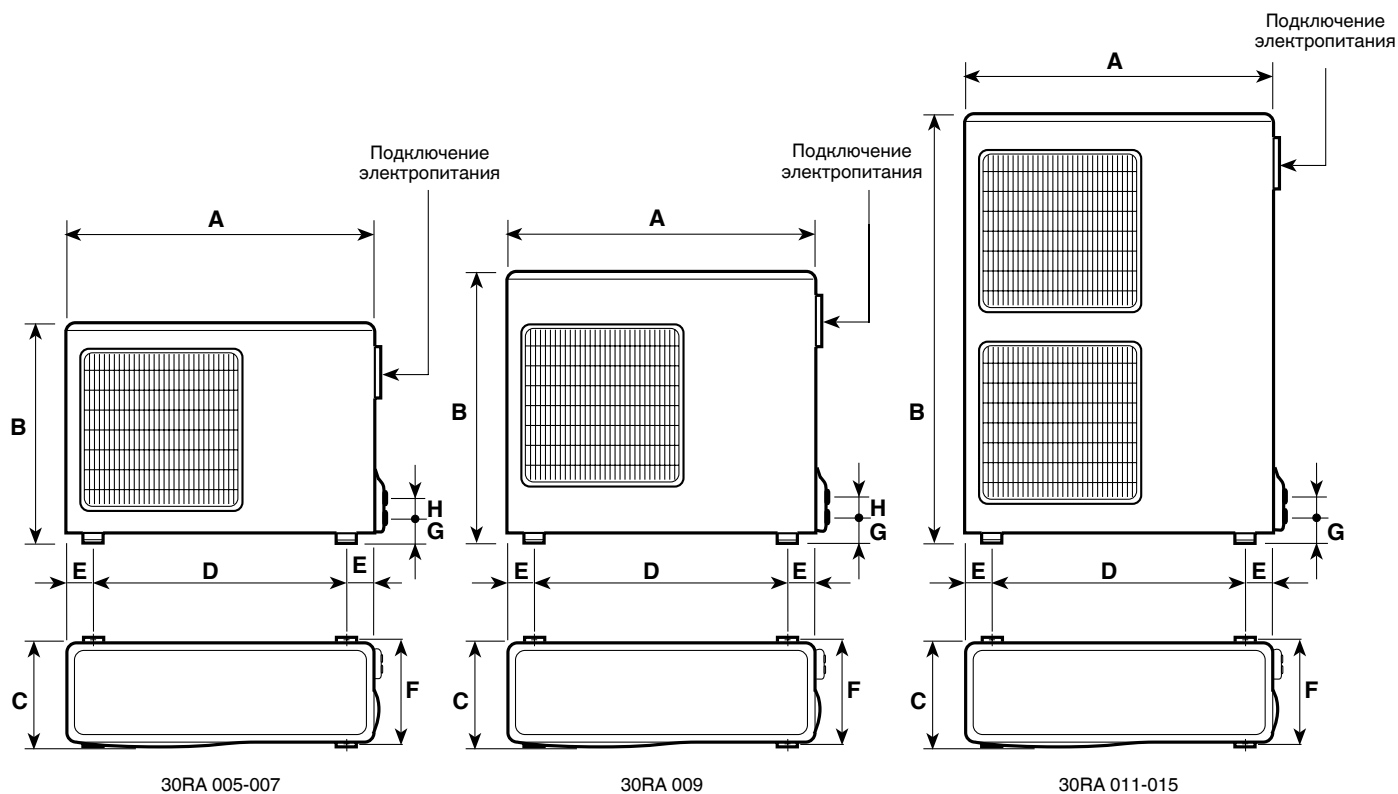 Подключение
электропитания
A
B
H
G
E
D
E
C
F
30RA 005-007
Подключение
электропитания
A
B
H
G
E
D
E
C
F
30RA 009
Подключение
электропитания
A
B
G
E
D
E
C
F
30RA 011-015